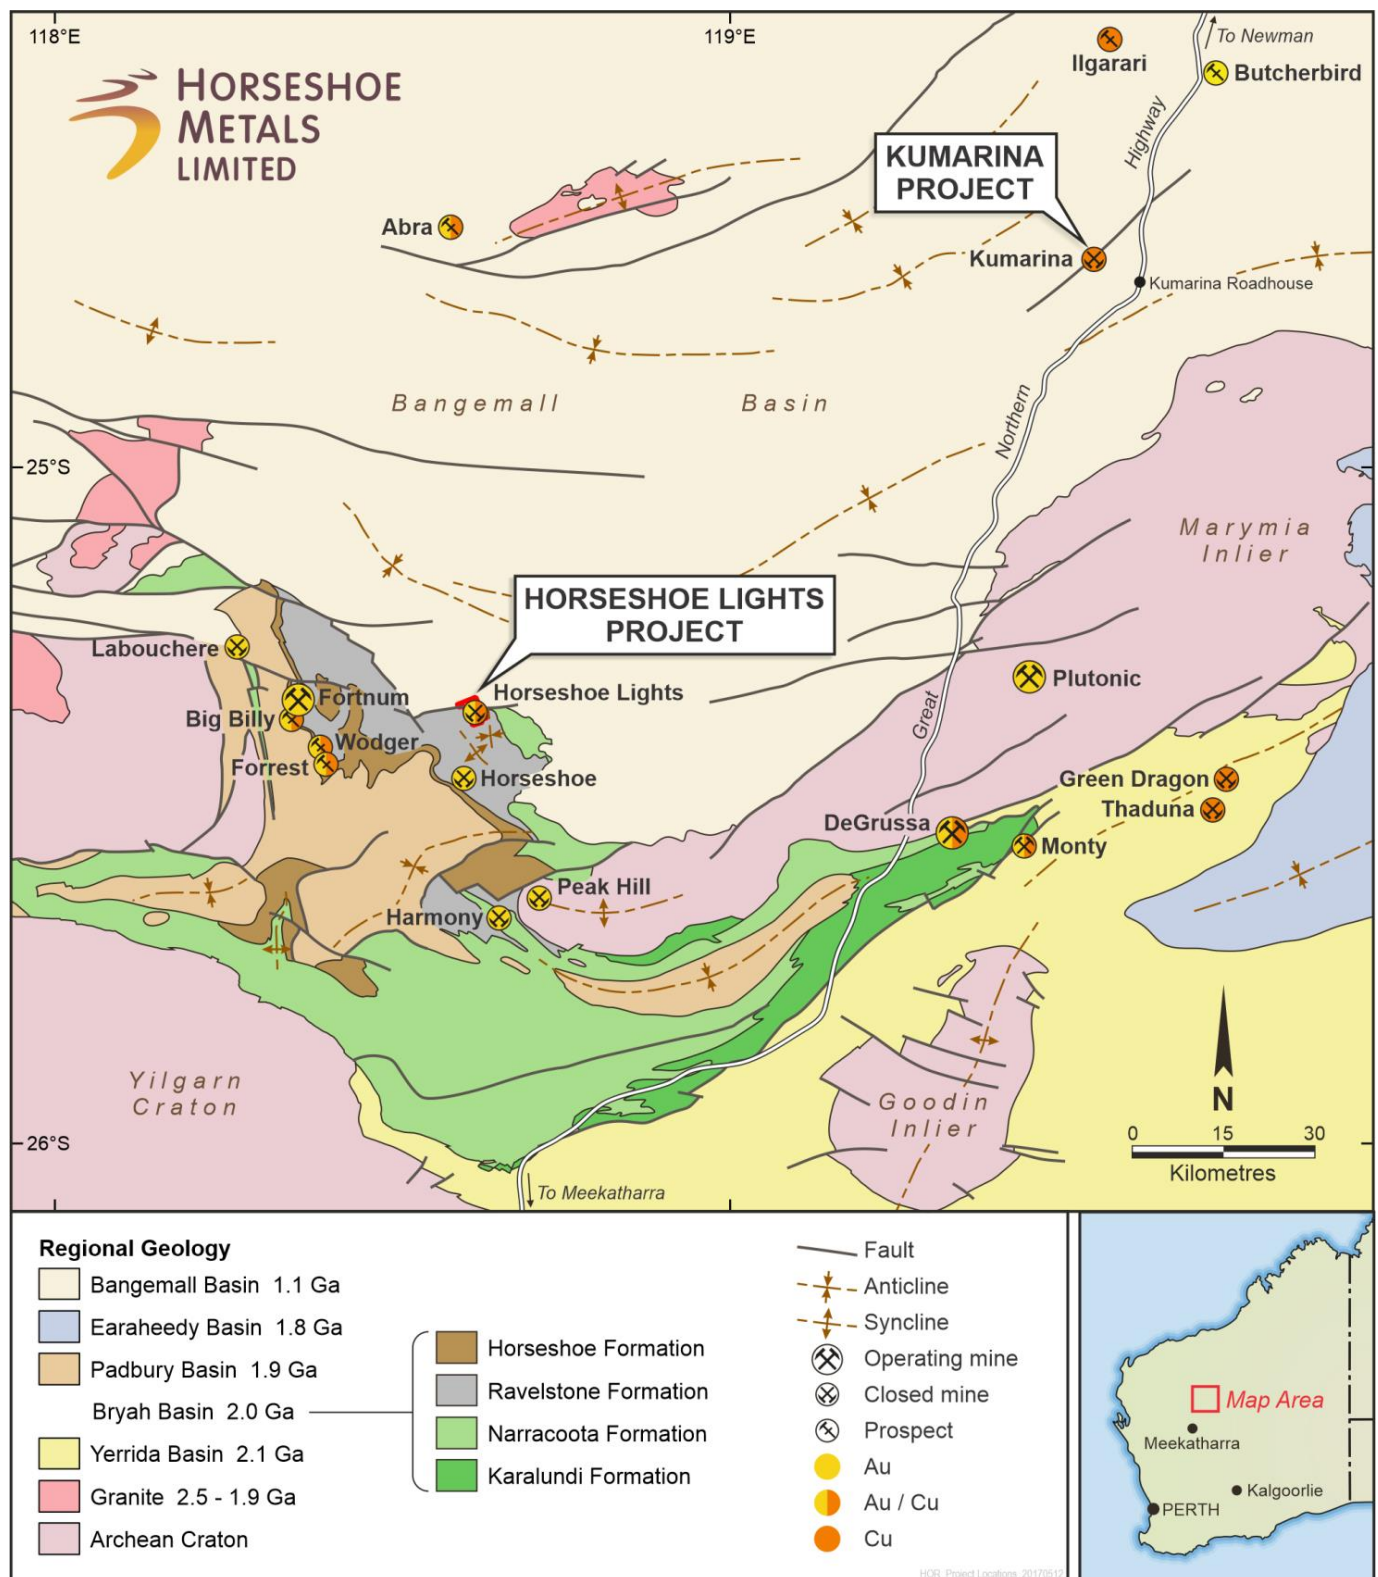 118°E
119°E
To Newman
HORSESHOE
METALS
LIMITED
Ilgarari
Butcherbird
Highway
KUMARINA
PROJECT
Abra
Kumarina
Kumarina Roadhouse
Bangemall Basin
Northern
25°S
Marymia
Inlier
HORSESHOE LIGHTS
PROJECT
Labouchere
Horseshoe Lights
Plutonic
Fortnum
Big Billy
Great
Wodger
Forrest
Horseshoe
Green Dragon
Thaduna
DeGrussa
Monty
Peak Hill
Harmony
Yilgarn
Craton
Goodin
Inlier
N
26°S
0 15 30
Kilometres
To Meekatharra
Regional Geology
Bangemall Basin 1.1 Ga
Earaheedy Basin 1.8 Ga
Padbury Basin 1.9 Ga
Bryah Basin 2.0 Ga
Yerrida Basin 2.1 Ga
Granite 2.5 - 1.9 Ga
Archean Craton
Horseshoe Formation
Ravelstone Formation
Narracoota Formation
Karalundi Formation
Fault
Anticline
Syncline
Operating mine
Closed mine
Prospect
Au
Au / Cu
Cu
Map Area
Meekatharra
Kalgoorlie
PERTH
HOR_Project Locations_20170512